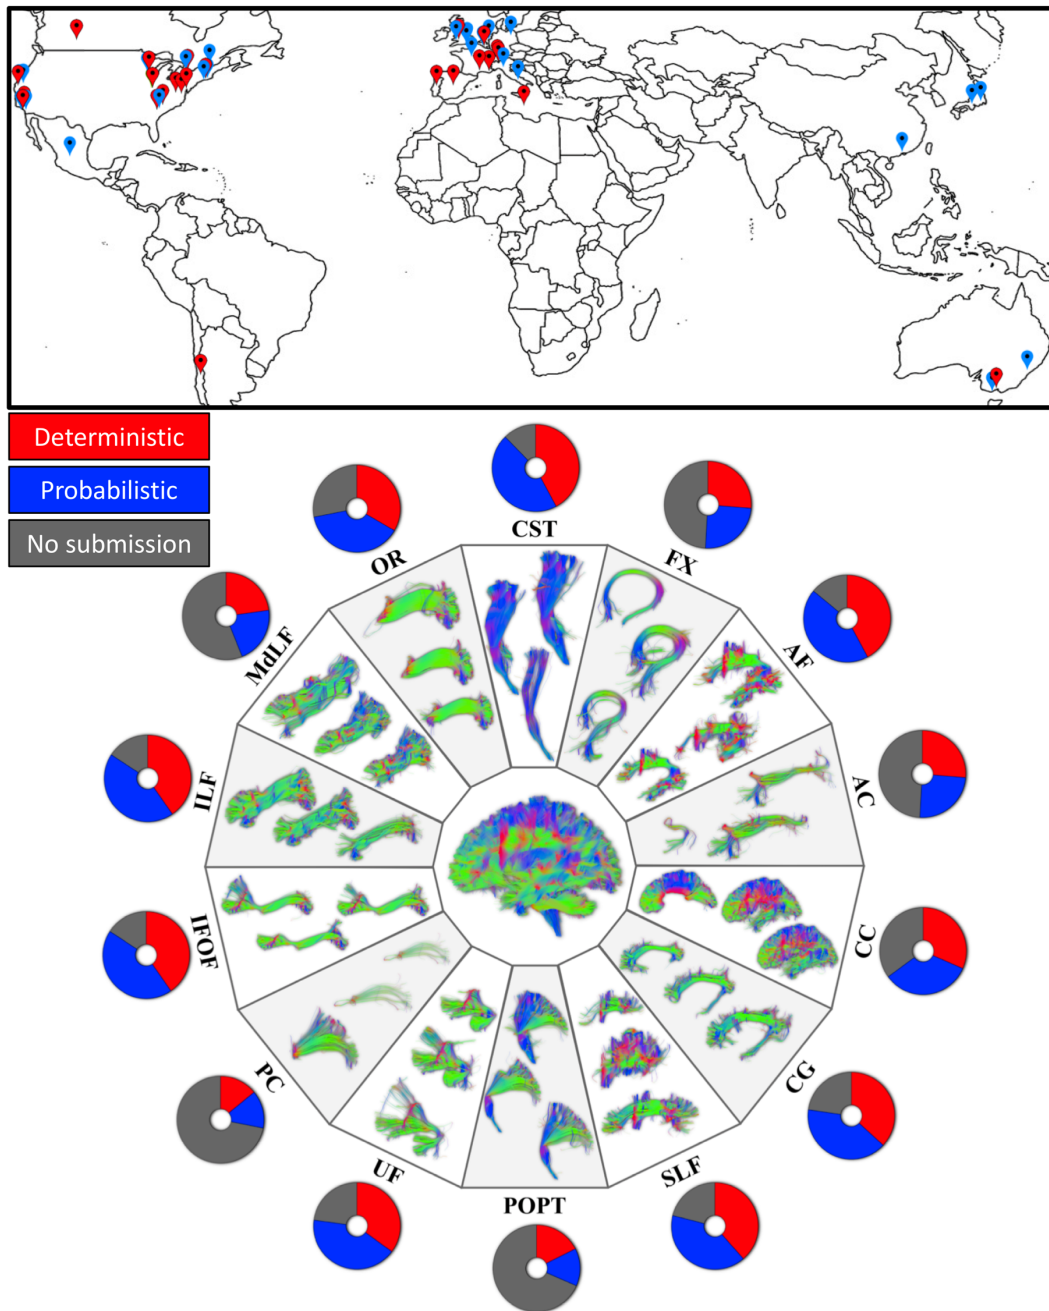 Deterministic
Probabilistic
No submission
CST
OR
FX
MdLF
AF
ILF
AC
IFOF
CC
PC
CG
UF
SLF
POPT